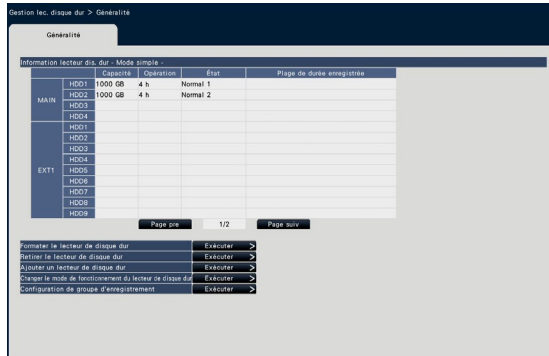 Gestion lec. disque dur > Généralité
Généralité
Information lecteur dis. dur - Mode simple -
Capacité Opération État Plage de durée enregistrée
MAIN
HDD1 1000 GB 4 h Normal 1
HDD2 1000 GB 4 h Normal 2
HDD3
HDD4
EXT1
HDD1
HDD2
HDD3
HDD4
HDD5
HDD6
HDD7
HDD8
HDD9
Page pre 1/2 Page suiv
Formater le lecteur de disque dur Exécuter >
Retirer le lecteur de disque dur Exécuter >
Ajouter un lecteur de disque dur Exécuter >
Changer le mode de fonctionnement du lecteur de disque dur Exécuter >
Configuration de groupe d'enregistrement Exécuter >